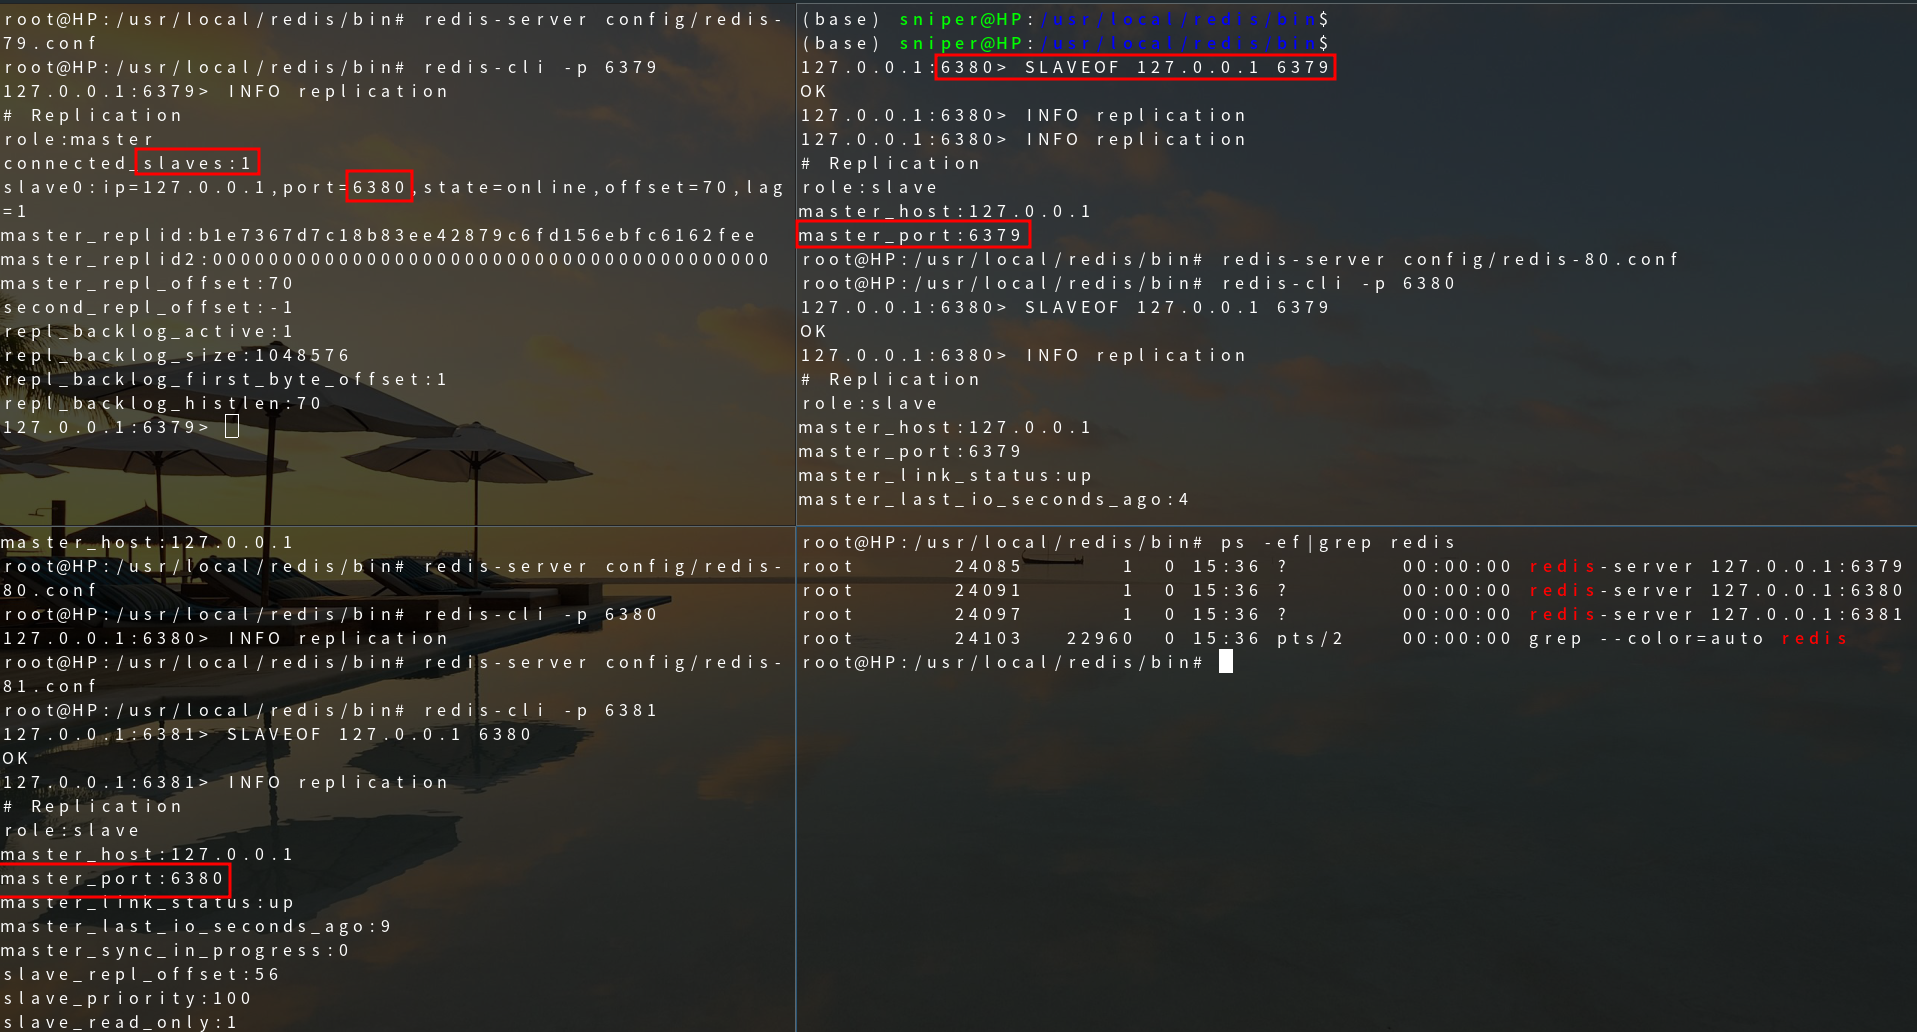 root@HP:/usr/local/redis/bin# redis-server config/redis-
79.conf
root@HP:/usr/local/redis/bin# redis-cli -p 6379
127.0.0.1:6379> INFO replication
# Replication
role:master
connected_slaves:1
slave0:ip=127.0.0.1,port=6380,state=online,offset=70,lag
=1
master_replid:b1e7367d7c18b83ee42879c6fd156ebfc6162fee
master_replid2:0000000000000000000000000000000000000000
master_repl_offset:70
second_repl_offset:-1
repl_backlog_active:1
repl_backlog_size:1048576
repl_backlog_first_byte_offset:1
repl_backlog_histlen:70
127.0.0.1:6379>
(base) sniper@HP:/usr/local/redis/bin$
(base) sniper@HP:/usr/local/redis/bin$
127.0.0.1:6380> SLAVEOF 127.0.0.1 6379
OK
127.0.0.1:6380> INFO replication
127.0.0.1:6380> INFO replication
# Replication
role:slave
master_host:127.0.0.1
master_port:6379
root@HP:/usr/local/redis/bin# redis-server config/redis-80.conf
root@HP:/usr/local/redis/bin# redis-cli -p 6380
127.0.0.1:6380> SLAVEOF 127.0.0.1 6379
OK
127.0.0.1:6380> INFO replication
# Replication
role:slave
master_host:127.0.0.1
master_port:6379
master_link_status:up
master_last_io_seconds_ago:4
master_host:127.0.0.1
root@HP:/usr/local/redis/bin# redis-server config/redis-
80.conf
root@HP:/usr/local/redis/bin# redis-cli -p 6380
127.0.0.1:6380> INFO replication
root@HP:/usr/local/redis/bin# redis-server config/redis-
81.conf
root@HP:/usr/local/redis/bin# redis-cli -p 6381
127.0.0.1:6381> SLAVEOF 127.0.0.1 6380
OK
127.0.0.1:6381> INFO replication
# Replication
role:slave
master_host:127.0.0.1
master_port:6380
master_link_status:up
master_last_io_seconds_ago:9
master_sync_in_progress:0
slave_repl_offset:56
slave_priority:100
slave_read_only:1
root@HP:/usr/local/redis/bin# ps -ef|grep redis
root 24085 1 0 15:36 ? 00:00:00 redis-server 127.0.0.1:6379
root 24091 1 0 15:36 ? 00:00:00 redis-server 127.0.0.1:6380
root 24097 1 0 15:36 ? 00:00:00 redis-server 127.0.0.1:6381
root 24103 22960 0 15:36 pts/2 00:00:00 grep --color=auto redis
root@HP:/usr/local/redis/bin#